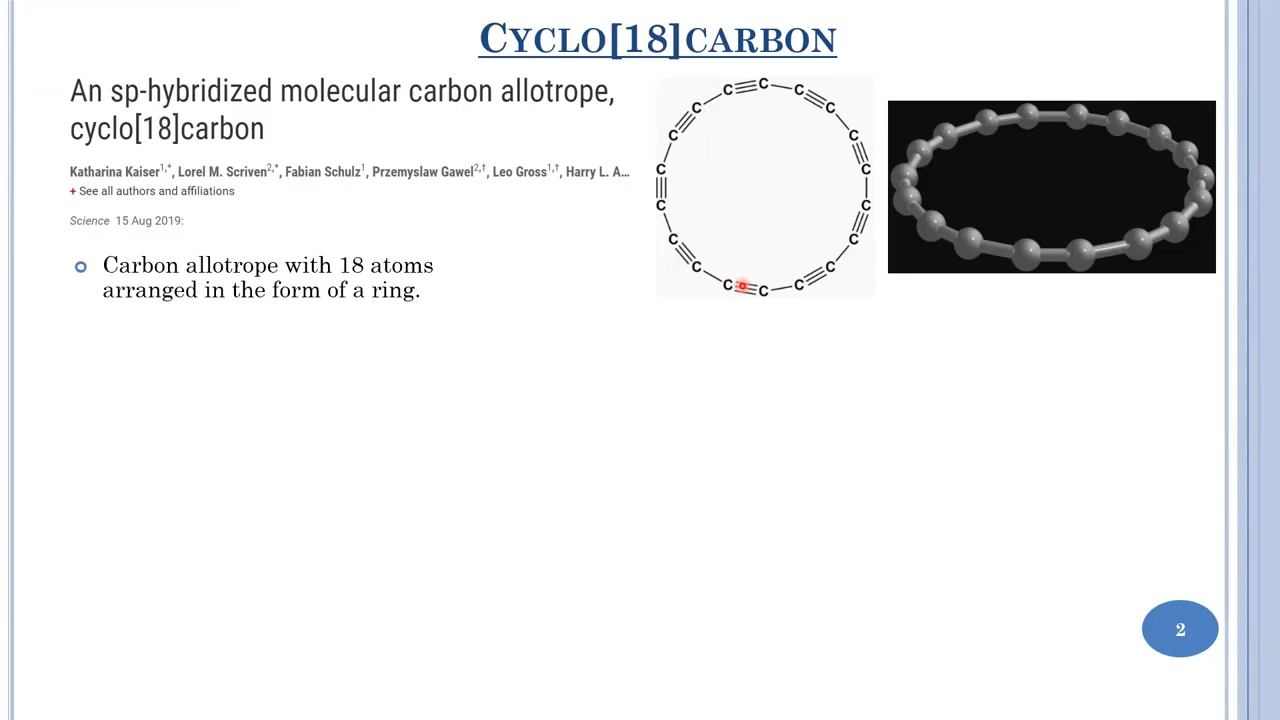 CYCLO[18]CARBON
An sp-hybridized molecular carbon allotrope,
cyclo[18]carbon
Katharina Kaiser1,*, Lorel M. Scriven2,*, Fabian Schulz1, Przemyslaw Gawel2,†, Leo Gross1,†, Harry L. A...
+ See all authors and affiliations
Science 15 Aug 2019:
Carbon allotrope with 18 atoms
arranged in the form of a ring.
C C C C
C C
C C
C C
C C
C C
C C
C C C C
2